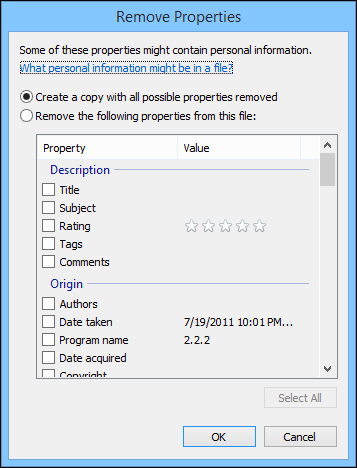 Remove Properties
Some of these properties might contain personal information.
What personal information might be in a file?
Create a copy with all possible properties removed
Remove the following properties from this file:
Property Value
Description
Title
Subject
Rating
Tags
Comments
Origin
Authors
Date taken 7/19/2011 10:01 PM...
Program name 2.2.2
Date acquired
Copyright
Select All
OK Cancel